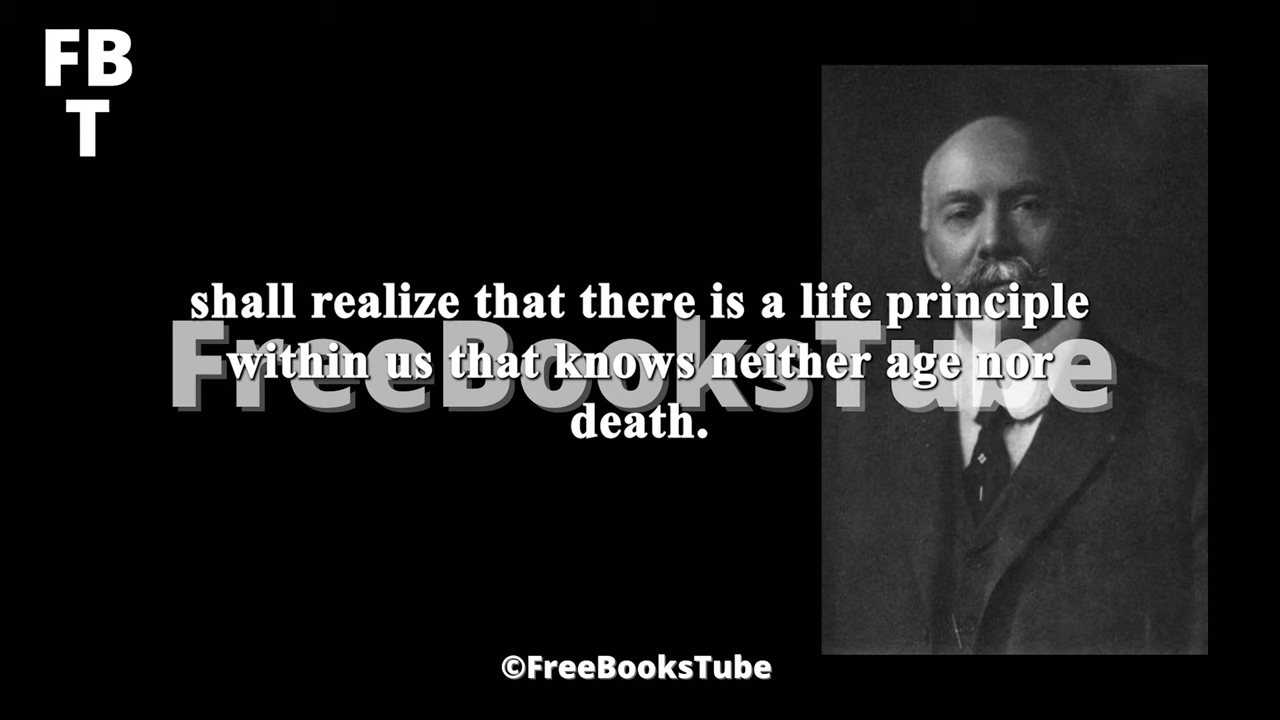 FB
T
shall realize that there is a life principle
within us that knows neither age nor
death.
FreeBooksTube
©FreeBooksTube